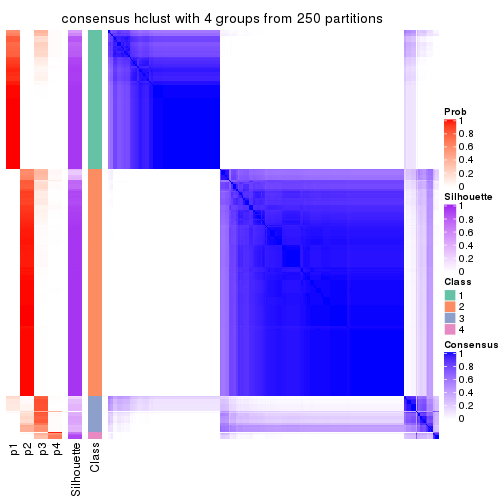 consensus hclust with 4 groups from 250 partitions
Prob
1
0.8
0.6
0.4
0.2
0
Silhouette
1
0.8
0.6
0.4
0.2
0
Class
1
2
3
4
Consensus
1
0.8
0.6
0.4
0.2
0
p1
p2
p3
p4
Silhouette
Class